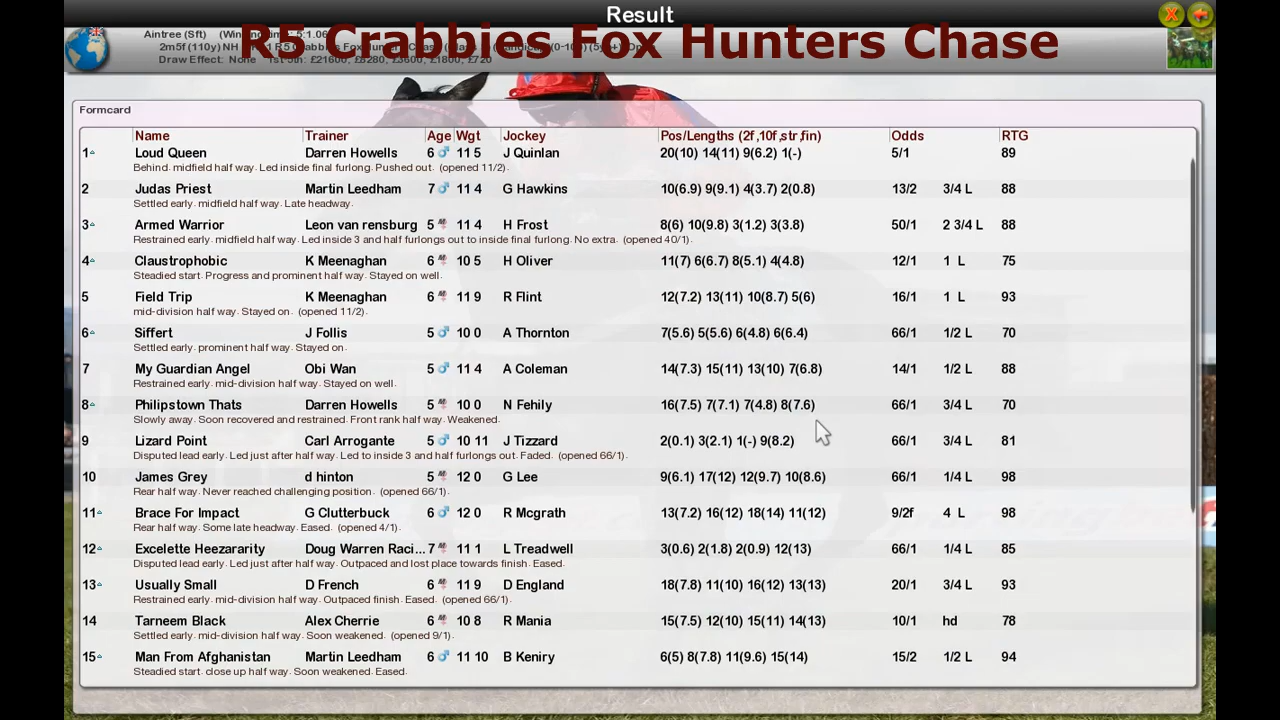 Result
R5 Crabbies Fox Hunters Chase
Aintree (Sft)
Draw Effect: None 1st-5th: £21600, £5280, £3600, £1800, £720
Formcard
Name Trainer Age Wgt Jockey Pos/Lengths (2f,10f,str,fin) Odds RTG
1 Loud Queen Darren Howells 6 11 5 J Quinlan 20(10) 14(11) 9(6.2) 1(-) 5/1 89
Behind. midfield half way. Led inside final furlong. Pushed out. (opened 11/2).
2 Judas Priest Martin Leedham 7 11 4 G Hawkins 10(6.9) 9(9.1) 4(3.7) 2(0.8) 13/2 3/4 L 88
Settled early. midfield half way. Late headway.
3 Armed Warrior Leon van rensburg 5 11 4 H Frost 8(6) 10(9.8) 3(1.2) 3(3.8) 50/1 2 3/4 L 88
Restrained early. midfield half way. Led inside 3 and half furlongs out to inside final furlong. No extra. (opened 40/1).
4 Claustrophobic K Meenaghan 6 10 5 H Oliver 11(7) 6(6.7) 8(5.1) 4(4.8) 12/1 1 L 75
Steadied start. Progress and prominent half way. Stayed on well.
5 Field Trip K Meenaghan 6 11 9 R Flint 12(7.2) 13(11) 10(8.7) 5(6) 16/1 1 L 93
mid-division half way. Stayed on. (opened 11/2).
6 Siffert J Follis 5 10 0 A Thornton 7(5.6) 5(5.6) 6(4.8) 6(6.4) 66/1 1/2 L 70
Settled early. prominent half way. Stayed on.
7 My Guardian Angel Obi Wan 5 11 4 A Coleman 14(7.3) 15(11) 13(10) 7(6.8) 14/1 1/2 L 88
Restrained early. mid-division half way. Stayed on well.
8 Philipstown Thats Darren Howells 5 10 0 N Fehily 16(7.5) 7(7.1) 7(4.8) 8(7.6) 66/1 3/4 L 70
Slowly away. Soon recovered and restrained. Front rank half way. Weakened.
9 Lizard Point Carl Arrogante 5 10 11 J Tizzard 2(0.1) 3(2.1) 1(-) 9(8.2) 66/1 3/4 L 81
Disputed lead early. Led just after half way. Led to inside 3 and half furlongs out. Faded. (opened 66/1).
10 James Grey d hinton 5 12 0 G Lee 9(6.1) 17(12) 12(9.7) 10(8.6) 66/1 1/4 L 98
Rear half way. Never reached challenging position. (opened 66/1).
11 Brace For Impact G Clutterbuck 6 12 0 R Mcgrath 13(7.2) 16(12) 18(14) 11(12) 9/2f 4 L 98
Rear half way. Some late headway. Eased. (opened 4/1).
12 Excelette Heezararity Doug Warren Raci... 7 11 1 L Treadwell 3(0.6) 2(1.8) 2(0.9) 12(13) 66/1 1/4 L 85
Disputed lead early. Led just after half way. Outpaced and lost place towards finish. Eased.
13 Usually Small D French 6 11 9 D England 18(7.8) 11(10) 16(12) 13(13) 20/1 3/4 L 93
Restrained early. mid-division half way. Outpaced finish. Eased. (opened 66/1).
14 Tarneem Black Alex Cherrie 6 10 8 R Mania 15(7.5) 12(10) 15(11) 14(13) 10/1 hd 78
Settled early. mid-division half way. Soon weakened. (opened 9/1).
15 Man From Afghanistan Martin Leedham 6 11 10 B Keniry 6(5) 8(7.8) 11(9.6) 15(14) 15/2 1/2 L 94
Steadied start. close up half way. Soon weakened. Eased.